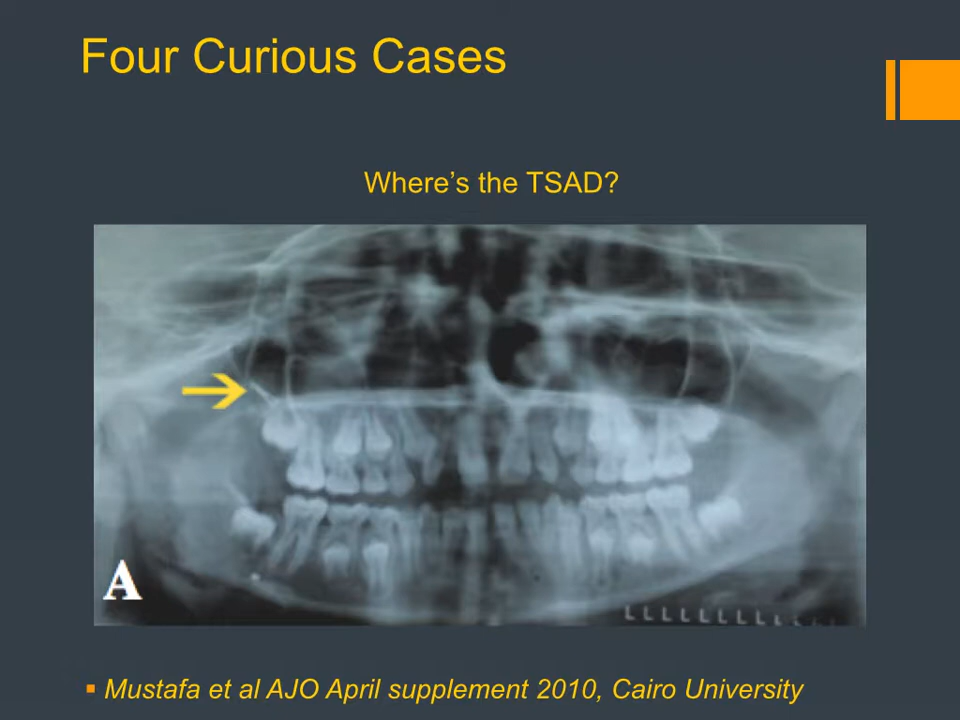 Four Curious Cases
Where's the TSAD?
A
L L L L L L L L L L
▪ Mustafa et al AJO April supplement 2010, Cairo University